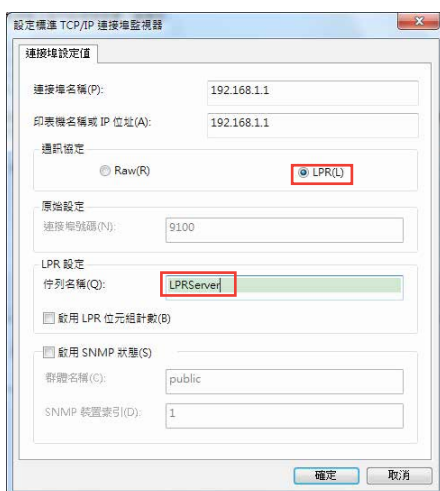 設定標準 TCP/IP 連接埠監視器
連接埠設定值
連接埠名稱(P): 192.168.1.1
印表機名稱或 IP 位址(A): 192.168.1.1
通訊協定
Raw(R) LPR(L)
原始設定
連接埠號碼(N): 9100
LPR 設定
佇列名稱(Q): LPRServer
啟用 LPR 位元組計數(B)
啟用 SNMP 狀態(S)
群體名稱(C): public
SNMP 裝置索引(D): 1
確定 取消